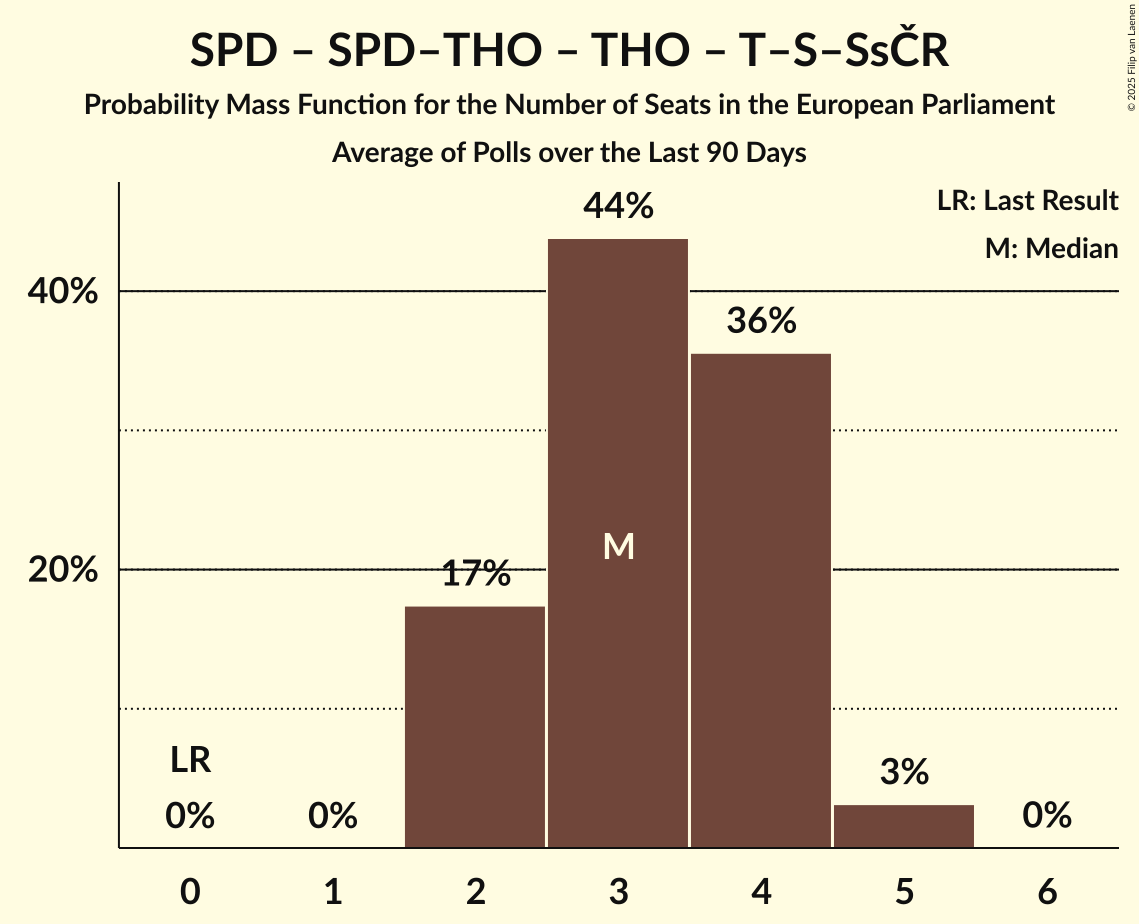 SPD – SPD–THO – THO – T–S–SsČR
Probability Mass Function for the Number of Seats in the European Parliament
Average of Polls over the Last 90 Days
© 2025 Filip van Laenen
LR: Last Result
M: Median
44%
40%
36%
M
20%
17%
LR
3%
0%
0%
0%
0 1 2 3 4 5 6